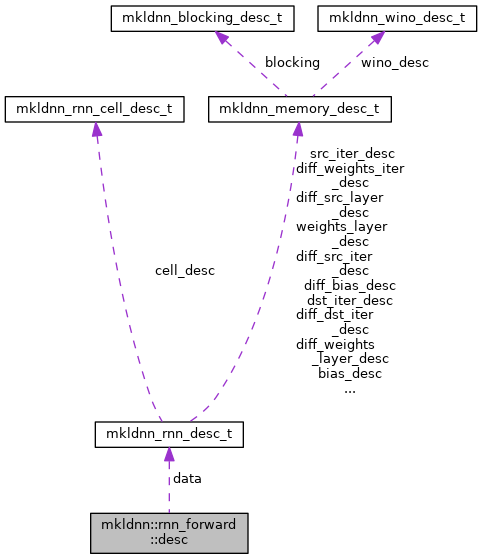 mkldnn_blocking_desc_t
mkldnn_wino_desc_t
blocking
wino_desc
mkldnn_rnn_cell_desc_t
mkldnn_memory_desc_t
src_iter_desc
diff_weights_iter
_desc
diff_src_layer
_desc
weights_layer
_desc
diff_src_iter
_desc
diff_bias_desc
dst_iter_desc
diff_dst_iter
_desc
diff_weights
_layer_desc
bias_desc
...
cell_desc
mkldnn_rnn_desc_t
data
mkldnn::rnn_forward
::desc